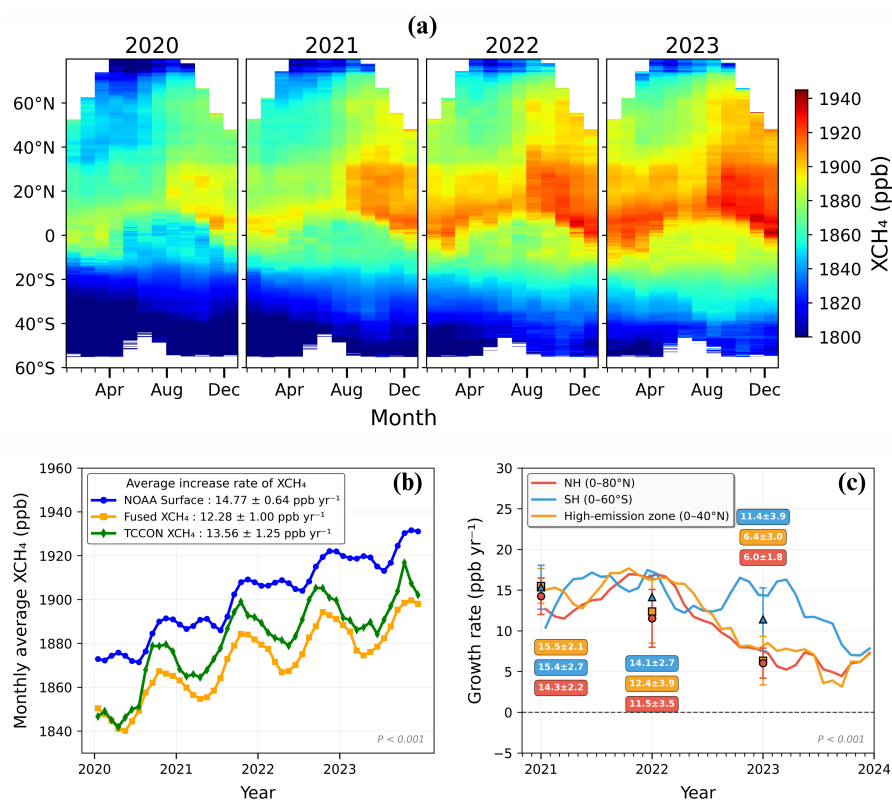 (a)
2020 2021 2022 2023
60°N
40°N
20°N
0
20°S
40°S
60°S
Apr Aug Dec Apr Aug Dec Apr Aug Dec Apr Aug Dec
Month
1940
1920
1900
1880
1860
1840
1820
1800
XCH₄ (ppb)
(b)
Average increase rate of XCH₄
NOAA Surface : 14.77 ± 0.64 ppb yr⁻¹
Fused XCH₄ : 12.28 ± 1.00 ppb yr⁻¹
TCCON XCH₄ : 13.56 ± 1.25 ppb yr⁻¹
1960
1940
1920
1900
1880
1860
1840
Monthly average XCH₄ (ppb)
P < 0.001
2020 2021 2022 2023
Year
(c)
NH (0–80°N)
SH (0–60°S)
High-emission zone (0–40°N)
30
25
20
15
10
5
0
−5
Growth rate (ppb yr⁻¹)
15.5±2.1
15.4±2.7
14.3±2.2
14.1±2.7
12.4±3.9
11.5±3.5
11.4±3.9
6.4±3.0
6.0±1.8
P < 0.001
2021 2022 2023 2024
Year